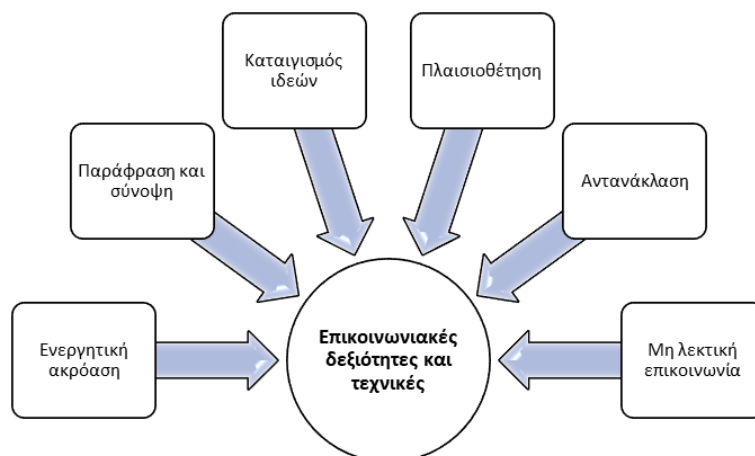 Καταιγισμός
ιδεών
Πλαισιοθέτηση
Παράφραση και
σύνοψη
Αντανάκλαση
Ενεργητική
ακρόαση
Επικοινωνιακές
δεξιότητες και
τεχνικές
Μη λεκτική
επικοινωνία